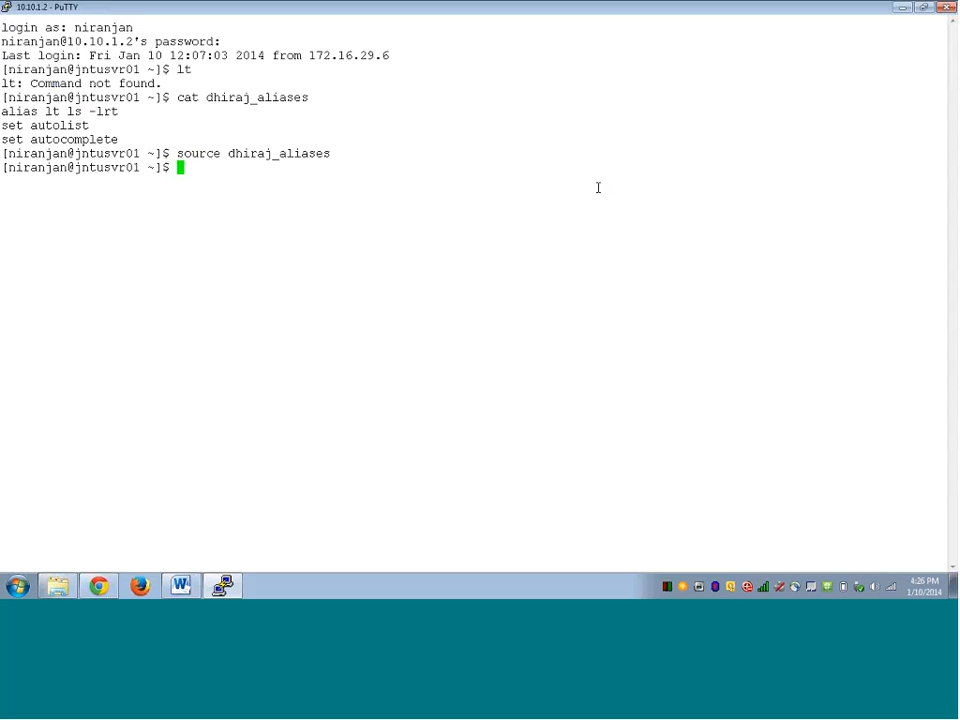 10.10.1.2 - PuTTY
login as: niranjan
niranjan@10.10.1.2's password:
Last login: Fri Jan 10 12:07:03 2014 from 172.16.29.6
[niranjan@jntusvr01 ~]$ lt
lt: Command not found.
[niranjan@jntusvr01 ~]$ cat dhiraj_aliases
alias lt ls -lrt
set autolist
set autocomplete
[niranjan@jntusvr01 ~]$ source dhiraj_aliases
[niranjan@jntusvr01 ~]$
W
4:26 PM
1/10/2014